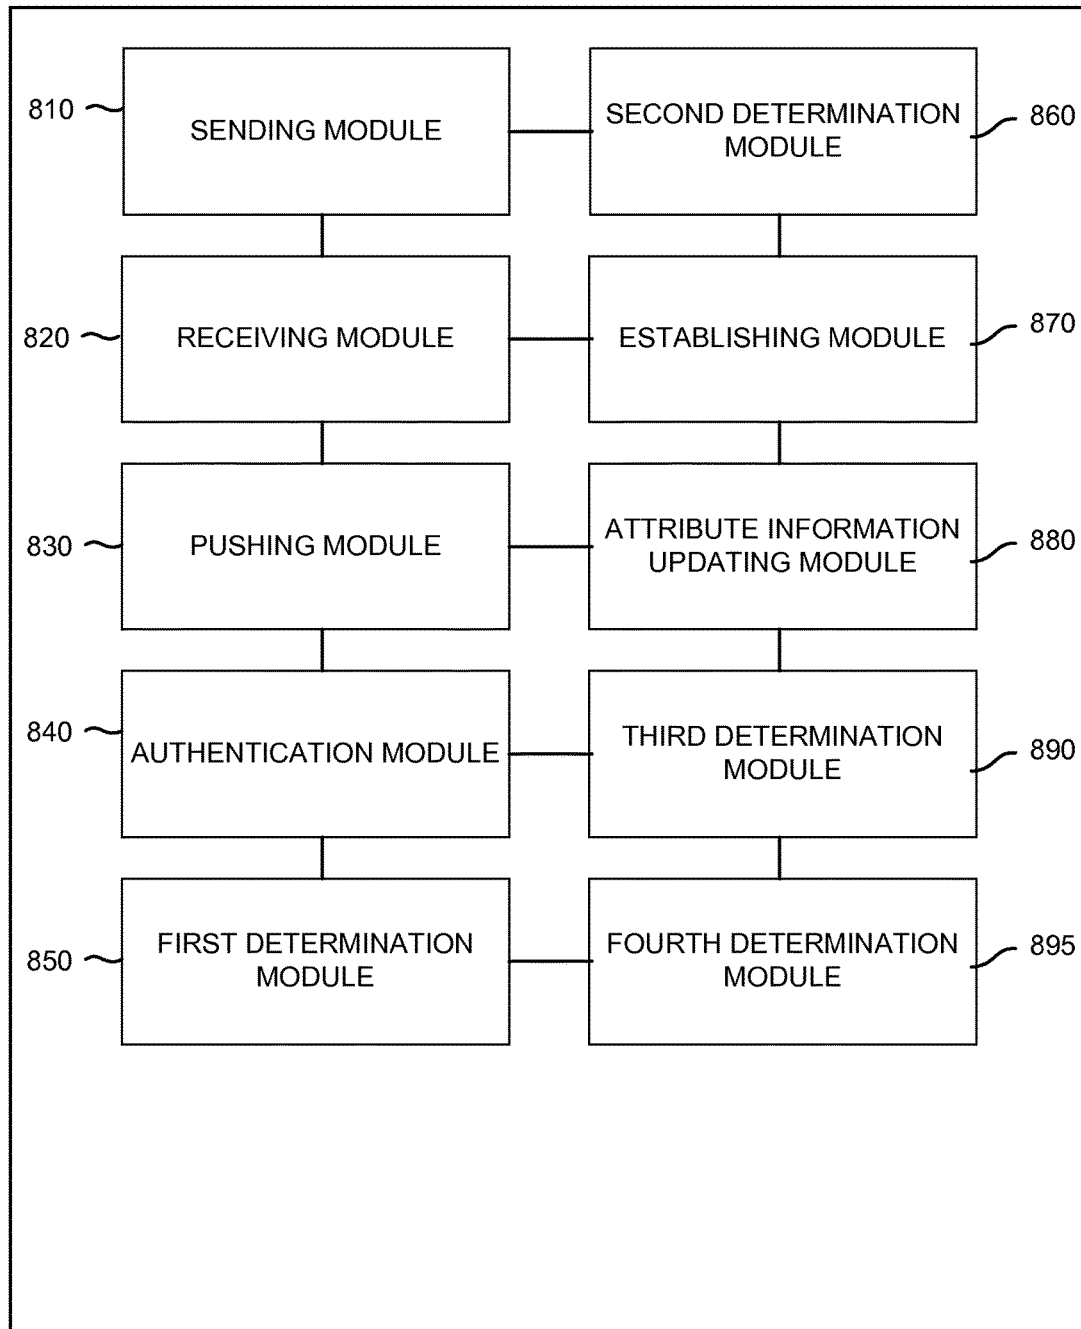 810
SENDING MODULE
SECOND DETERMINATION
MODULE
860
820
RECEIVING MODULE
ESTABLISHING MODULE
870
830
PUSHING MODULE
ATTRIBUTE INFORMATION
UPDATING MODULE
880
840
AUTHENTICATION MODULE
THIRD DETERMINATION
MODULE
890
850
FIRST DETERMINATION
MODULE
FOURTH DETERMINATION
MODULE
895